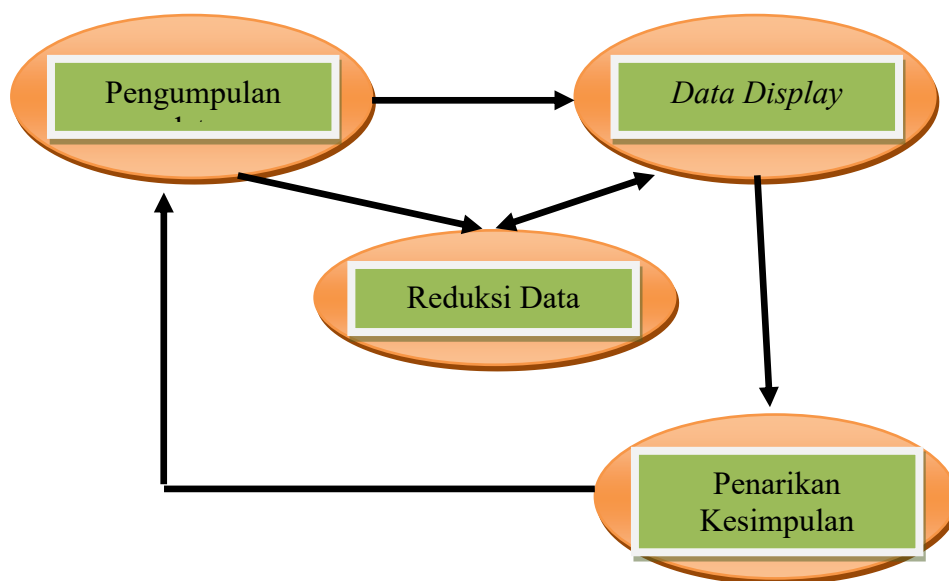 Pengumpulan
Data Display
Reduksi Data
Penarikan
Kesimpulan